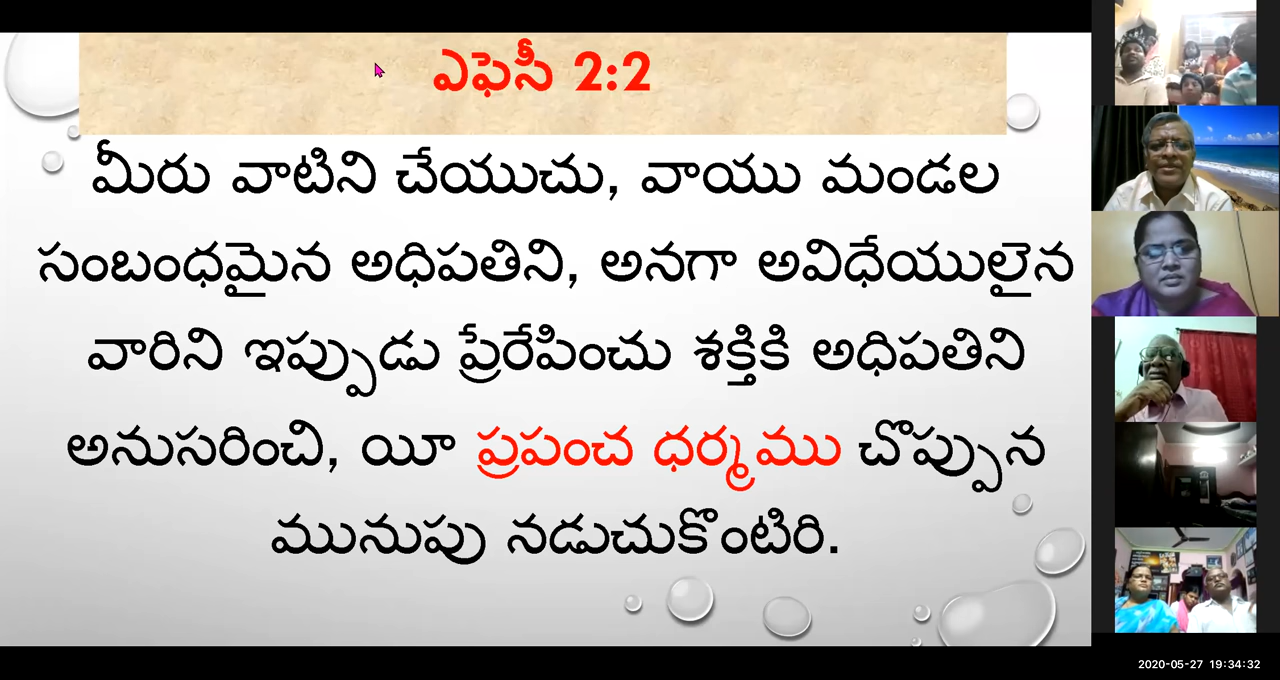 ఎఫెసీ 2:2
మీరు వాటిని చేయుచు, వాయు మండల
సంబంధమైన అధిపతిని, అనగా అవిధేయులైన
వారిని ఇప్పుడు ప్రేరేపించు శక్తికి అధిపతిని
అనుసరించి, యీ ప్రపంచ ధర్మము చొప్పున
మునుపు నడుచుకొంటిరి.
2020-05-27 19:34:32